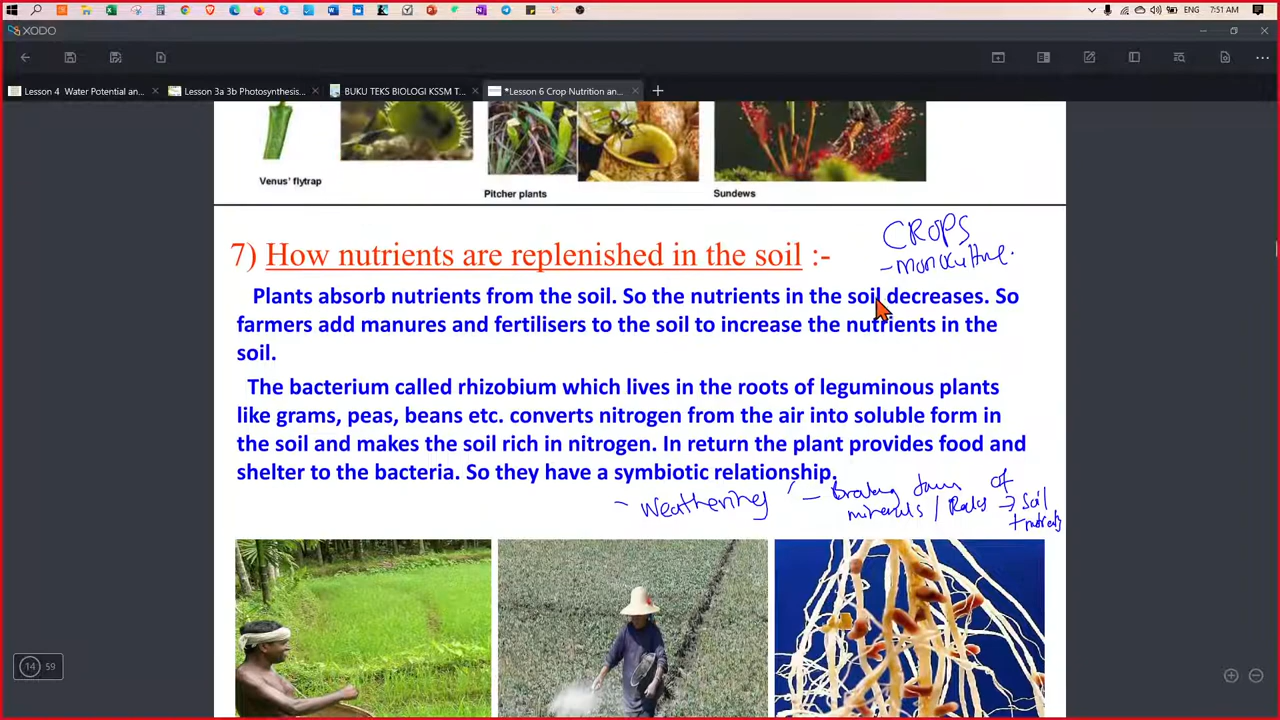 ENG
7:51 AM
XODO
Lesson 4 Water Potential an...
Lesson 3a 3b Photosynthesis...
BUKU TEKS BIOLOGI KSSM T...
*Lesson 6 Crop Nutrition an...
Venus' flytrap
Pitcher plants
Sundews
CROPS
- monoculture.
7) How nutrients are replenished in the soil :-
Plants absorb nutrients from the soil. So the nutrients in the soil decreases. So
farmers add manures and fertilisers to the soil to increase the nutrients in the
soil.
The bacterium called rhizobium which lives in the roots of leguminous plants
like grams, peas, beans etc. converts nitrogen from the air into soluble form in
the soil and makes the soil rich in nitrogen. In return the plant provides food and
shelter to the bacteria. So they have a symbiotic relationship.
- Weathering - Breaking down of
minerals / Rocks → Soil
+ nutrients
14 59